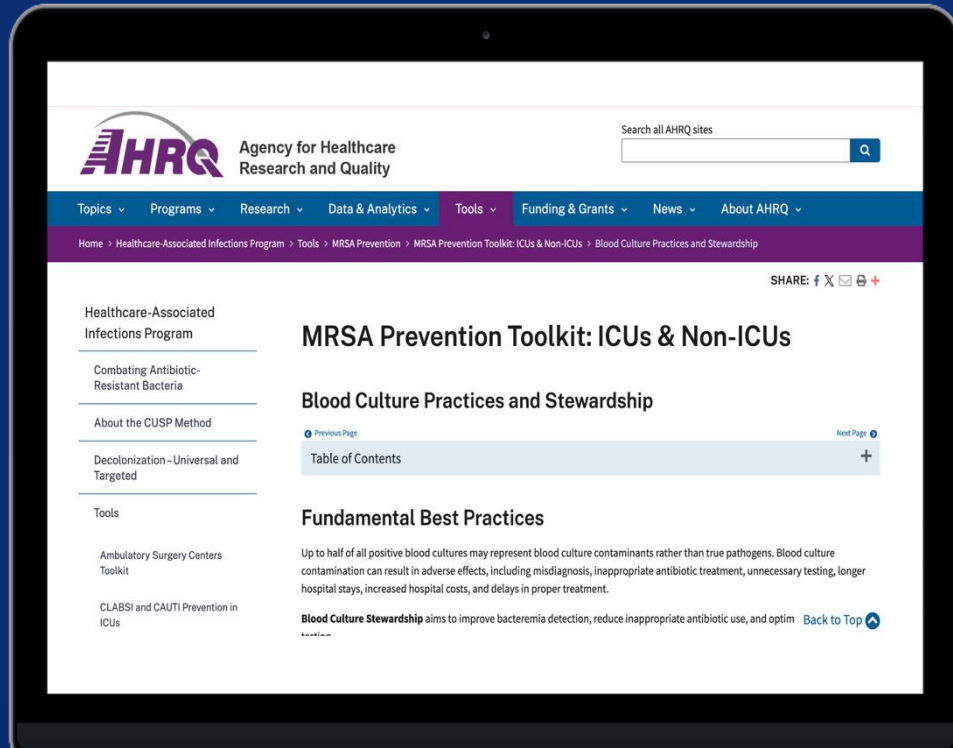 AHRQ
Agency for Healthcare
Research and Quality
Search all AHRQ sites
Topics Programs Research Data & Analytics Tools Funding & Grants News About AHRQ
Home > Healthcare-Associated Infections Program > Tools > MRSA Prevention > MRSA Prevention Toolkit: ICUs & Non-ICUs > Blood Culture Practices and Stewardship
SHARE:
Healthcare-Associated
Infections Program
Combating Antibiotic-
Resistant Bacteria
About the CUSP Method
Decolonization – Universal and
Targeted
Tools
Ambulatory Surgery Centers
Toolkit
CLABSI and CAUTI Prevention in
ICUs
MRSA Prevention Toolkit: ICUs & Non-ICUs
Blood Culture Practices and Stewardship
Previous Page Next Page
Table of Contents +
Fundamental Best Practices
Up to half of all positive blood cultures may represent blood culture contaminants rather than true pathogens. Blood culture
contamination can result in adverse effects, including misdiagnosis, inappropriate antibiotic treatment, unnecessary testing, longer
hospital stays, increased hospital costs, and delays in proper treatment.
Blood Culture Stewardship aims to improve bacteremia detection, reduce inappropriate antibiotic use, and optim Back to Top